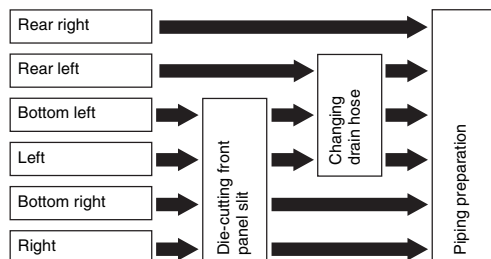 Rear right
Rear left
Bottom left
Left
Bottom right
Right
Die-cutting front
panel slit
Changing
drain hose
Piping preparation